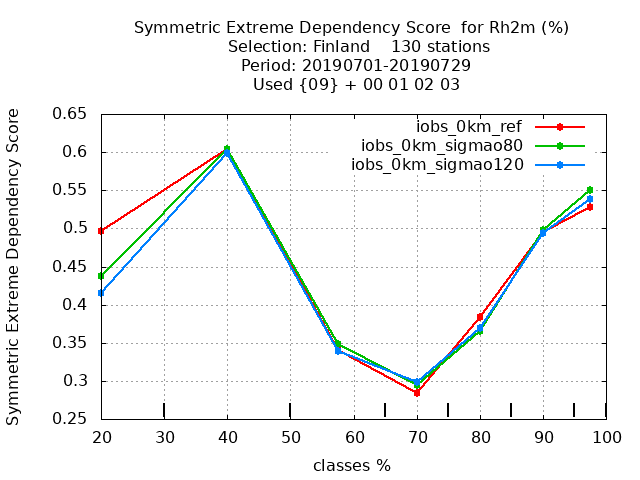 Symmetric Extreme Dependency Score  for Rh2m (%)
Selection: Finland    130 stations
Period: 20190701-20190729
Used {09} + 00 01 02 03
Symmetric Extreme Dependency Score
0.65
0.6
0.55
0.5
0.45
0.4
0.35
0.3
0.25
iobs_0km_ref
iobs_0km_sigmao80
iobs_0km_sigmao120
20 30 40 50 60 70 80 90 100
classes %